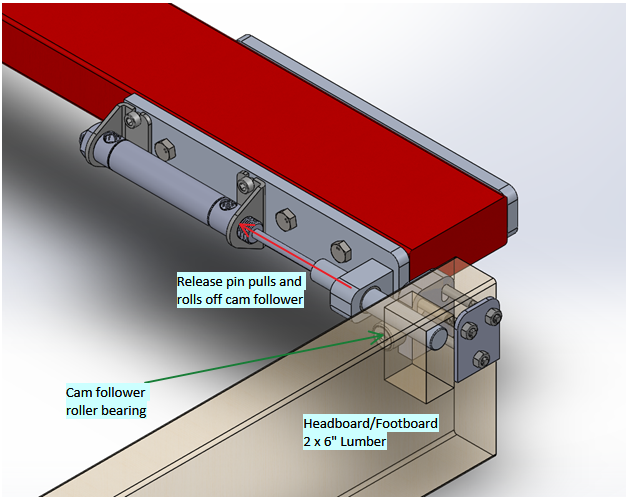 Release pin pulls and
rolls off cam follower
Cam follower
roller bearing
Headboard/Footboard
2 x 6" Lumber